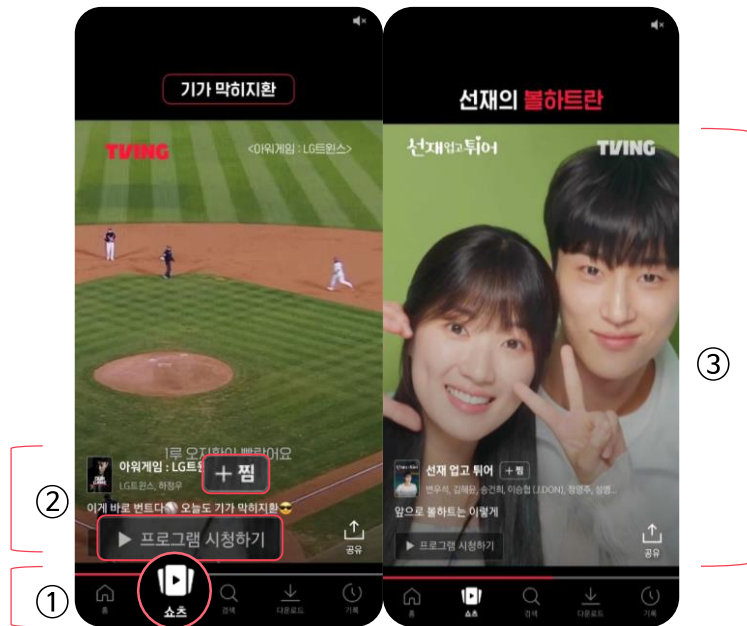 기가 막히지환
TVING
<아워게임 : LG트윈스>
1루 오지환이 빨랐어요
아워게임 : LG트윈
+ 찜
LG트윈스, 하정우
이게 바로 번트다⚾ 오늘도 기가 막히지환😎
▶ 프로그램 시청하기
공유
홈
쇼츠
검색
다운로드
기록
②
①
선재의 볼하트란
선재 업고 튀어
TVING
선재 업고 튀어
+ 찜
변우석, 김혜윤, 송건희, 이승협 (J.DON), 정영주, 성병...
앞으로 볼하트는 이렇게
▶ 프로그램 시청하기
공유
홈
쇼츠
검색
다운로드
기록
③